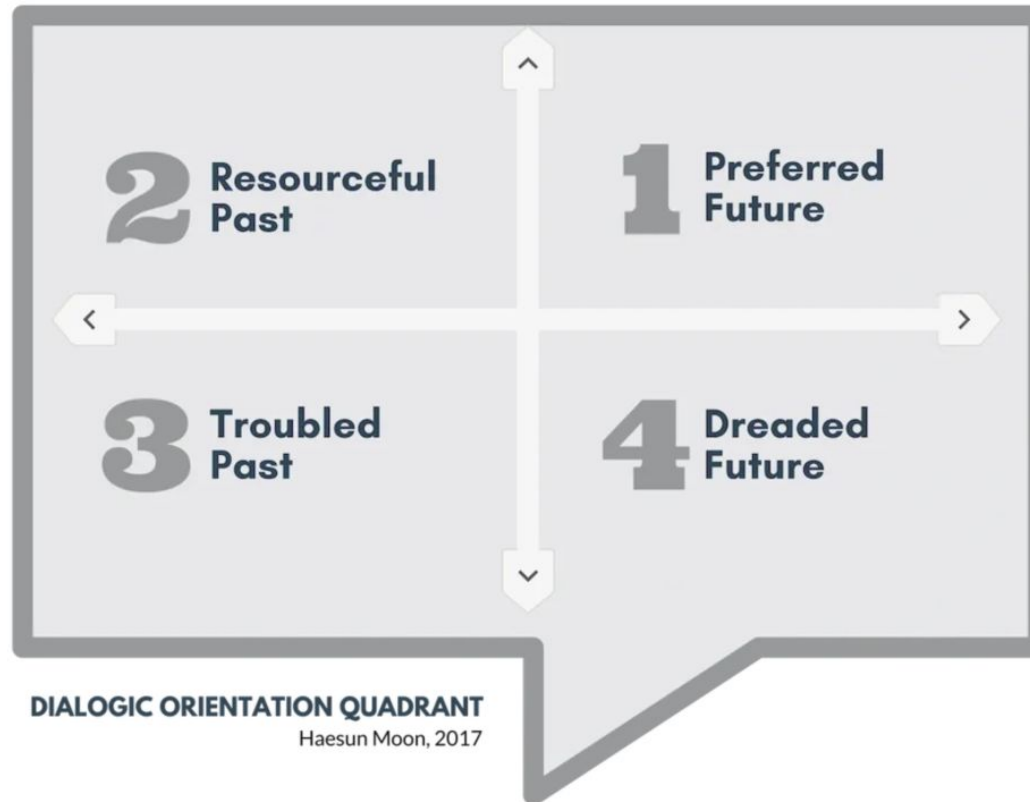 2
Resourceful
Past
1
Preferred
Future
3
Troubled
Past
4
Dreaded
Future
DIALOGIC ORIENTATION QUADRANT
Haesun Moon, 2017